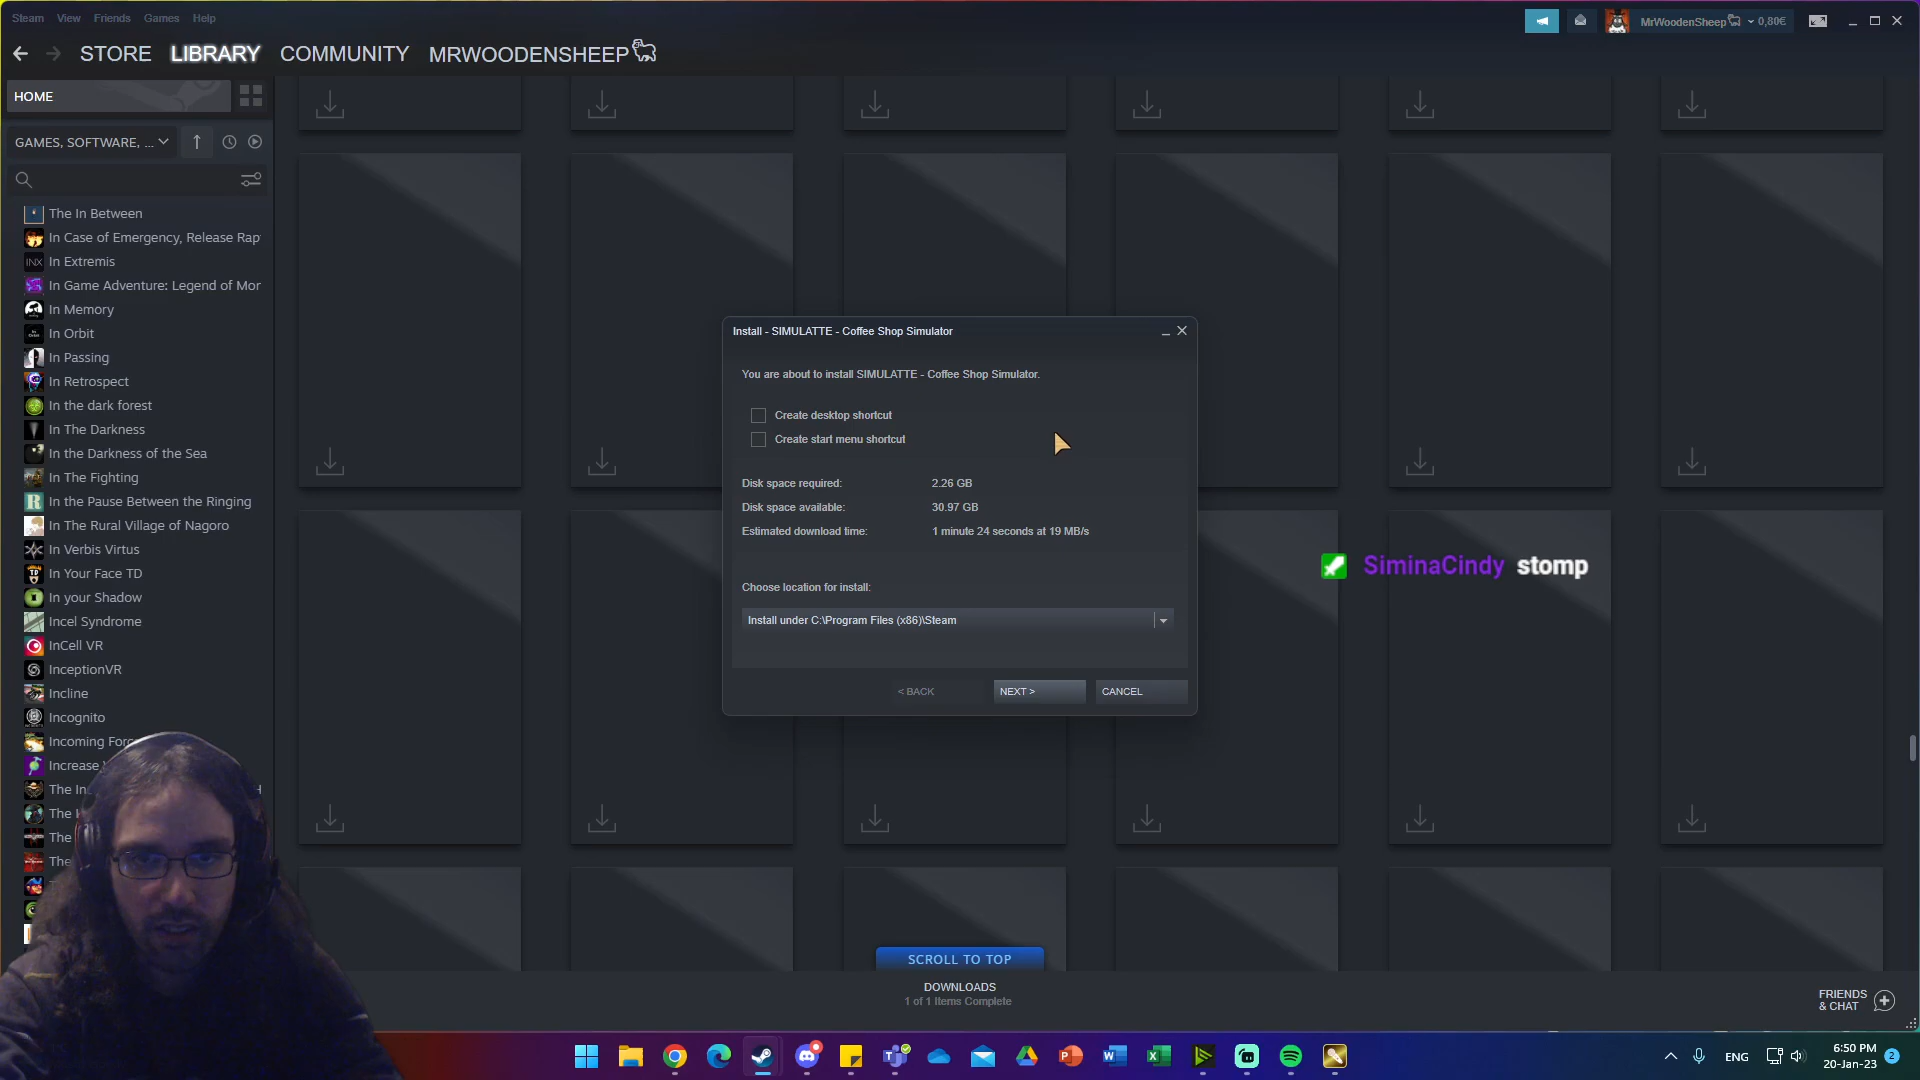 Steam View Friends Games Help
MrWoodenSheep 0,80€
STORE LIBRARY COMMUNITY MRWOODENSHEEP
HOME
GAMES, SOFTWARE, ...
The In Between
In Case of Emergency, Release Rap
In Extremis
In Game Adventure: Legend of Mor
In Memory
In Orbit
In Passing
In Retrospect
In the dark forest
In The Darkness
In the Darkness of the Sea
In The Fighting
In the Pause Between the Ringing
In The Rural Village of Nagoro
In Verbis Virtus
In Your Face TD
In your Shadow
Incel Syndrome
InCell VR
InceptionVR
Incline
Incognito
Incoming Forc
Increase
The In
The
The
The
Install - SIMULATTE - Coffee Shop Simulator
You are about to install SIMULATTE - Coffee Shop Simulator.
Create desktop shortcut
Create start menu shortcut
Disk space required: 2.26 GB
Disk space available: 30.97 GB
Estimated download time: 1 minute 24 seconds at 19 MB/s
Choose location for install:
Install under C:\Program Files (x86)\Steam
< BACK NEXT > CANCEL
SiminaCindy stomp
SCROLL TO TOP
DOWNLOADS
1 of 1 Items Complete
FRIENDS
& CHAT
ENG
6:50 PM
20-Jan-23
2